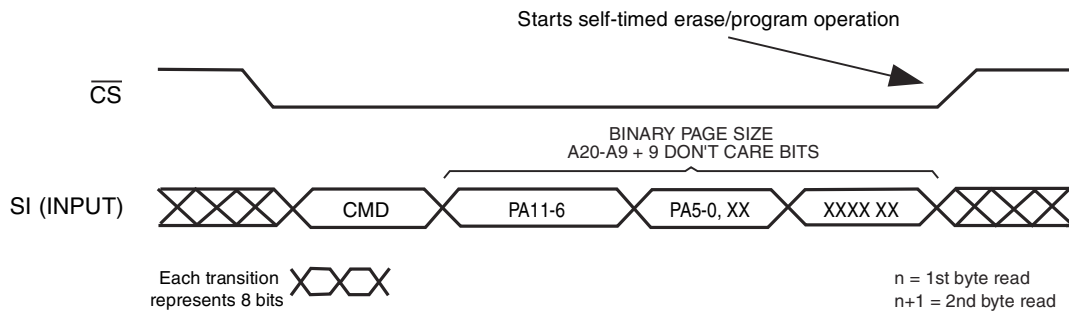 Starts self-timed erase/program operation
CS
BINARY PAGE SIZE
A20-A9 + 9 DON'T CARE BITS
SI (INPUT)
CMD
PA11-6
PA5-0, XX
XXXX XX
Each transition
represents 8 bits
n = 1st byte read
n+1 = 2nd byte read